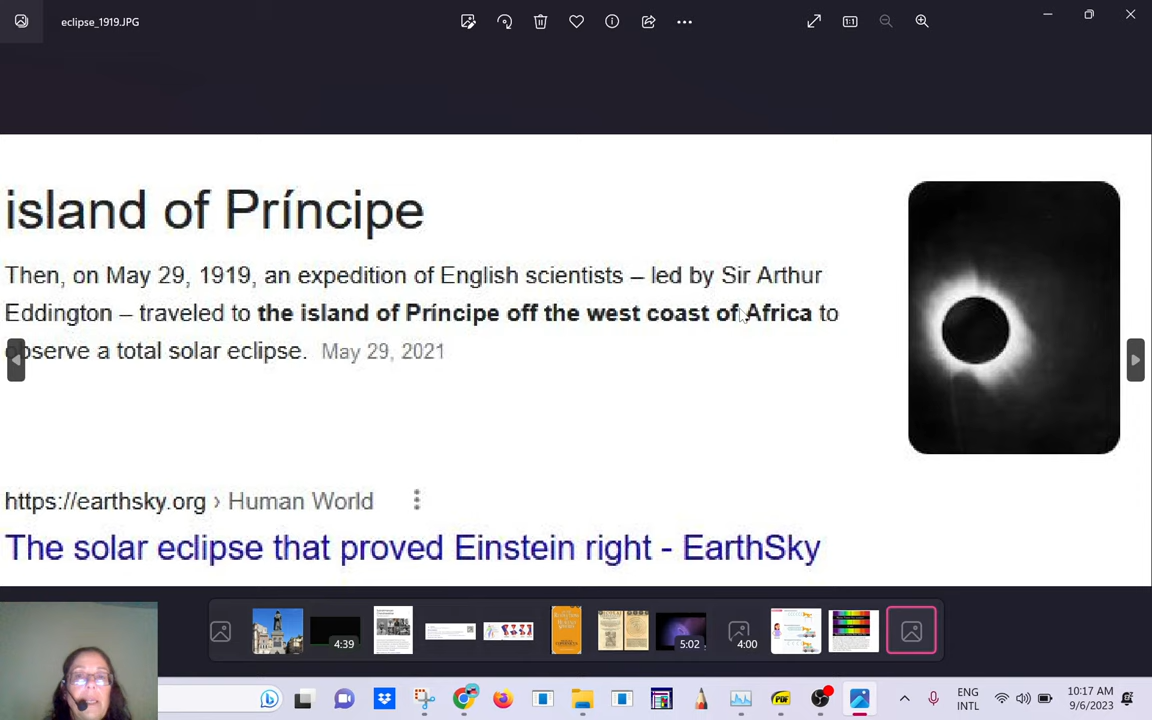 eclipse_1919.JPG
1:1
island of Príncipe
Then, on May 29, 1919, an expedition of English scientists – led by Sir Arthur
Eddington – traveled to the island of Príncipe off the west coast of Africa to
observe a total solar eclipse. May 29, 2021
https://earthsky.org › Human World
The solar eclipse that proved Einstein right - EarthSky
4:39
5:02
4:00
ENG
INTL
10:17 AM
9/6/2023